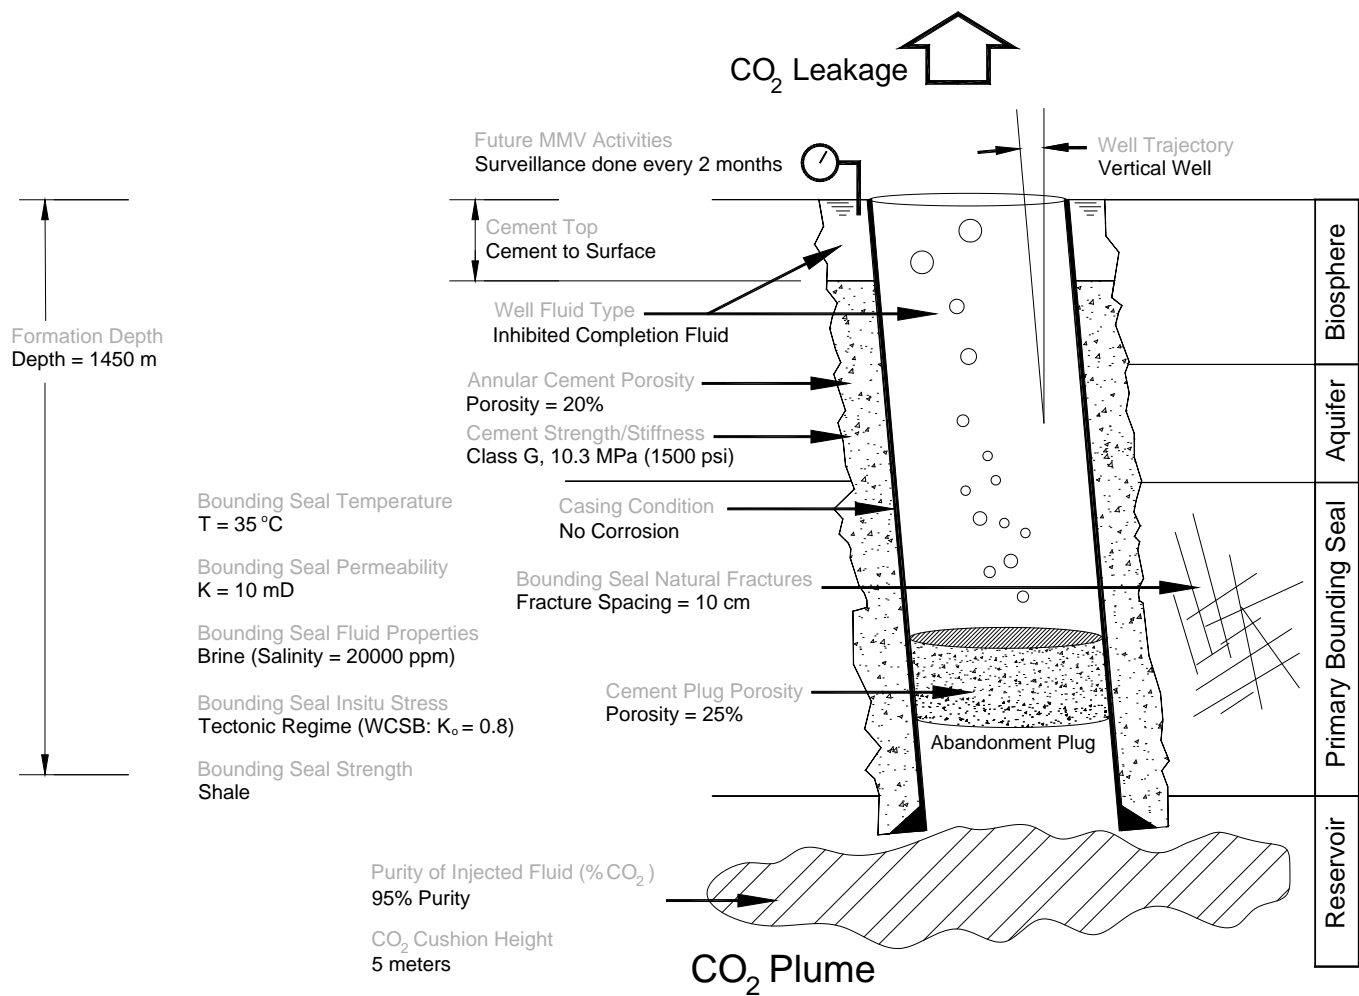 CO2 Leakage
Future MMV Activities
Surveillance done every 2 months
Well Trajectory
Vertical Well
Cement Top
Cement to Surface
Well Fluid Type
Inhibited Completion Fluid
Formation Depth
Depth = 1450 m
Annular Cement Porosity
Porosity = 20%
Cement Strength/Stiffness
Class G, 10.3 MPa (1500 psi)
Bounding Seal Temperature
T = 35 °C
Casing Condition
No Corrosion
Bounding Seal Permeability
K = 10 mD
Bounding Seal Natural Fractures
Fracture Spacing = 10 cm
Bounding Seal Fluid Properties
Brine (Salinity = 20000 ppm)
Bounding Seal Insitu Stress
Tectonic Regime (WCSB: Ko = 0.8)
Cement Plug Porosity
Porosity = 25%
Abandonment Plug
Bounding Seal Strength
Shale
Purity of Injected Fluid (% CO2 )
95% Purity
CO2 Cushion Height
5 meters
CO2 Plume
Biosphere
Aquifer
Primary Bounding Seal
Reservoir